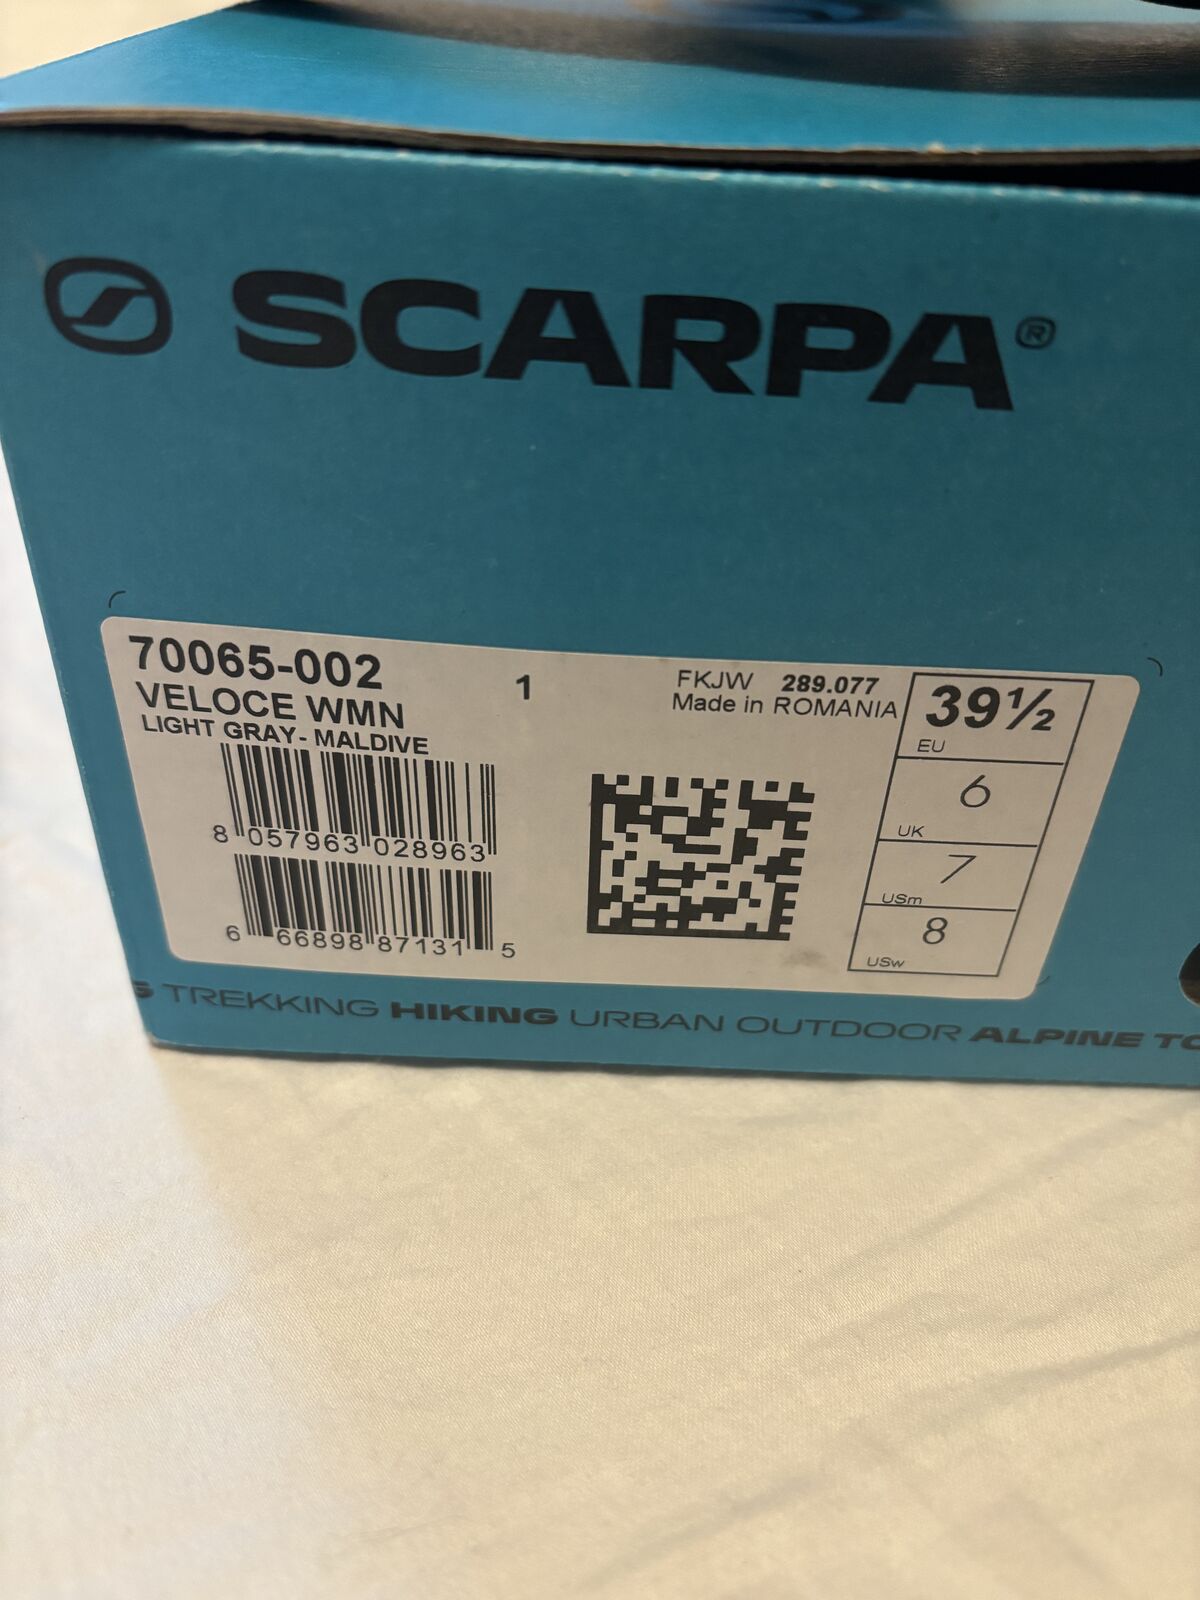 SCARPA®
70065-002
VELOCE WMN
LIGHT GRAY- MALDIVE
1
FKJW 289.077
Made in ROMANIA
39½
EU
6
UK
7
USm
8
USw
8 057963 028963
6 66898 87131 5
TREKKING HIKING URBAN OUTDOOR ALPINE